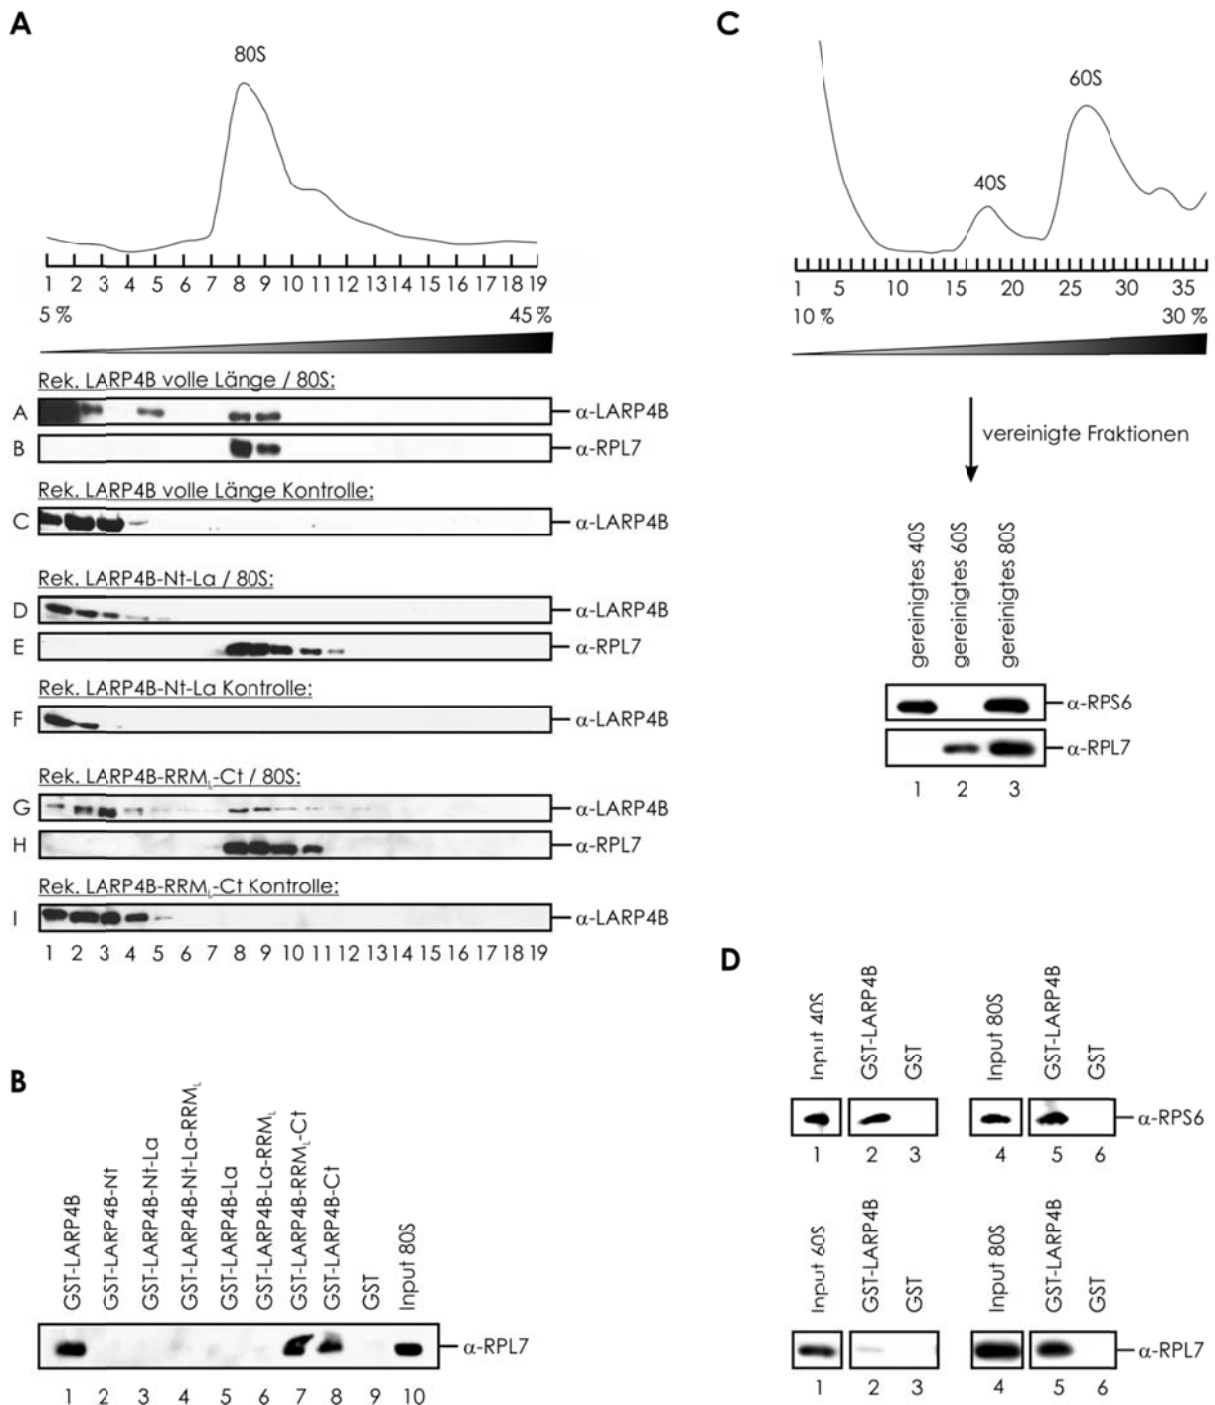 A
80S
1 2 3 4 5 6 7 8 9 10 11 12 13 14 15 16 17 18 19
5 % 45 %
Rek. LARP4B volle Länge / 80S:
A α-LARP4B
B α-RPL7
Rek. LARP4B volle Länge Kontrolle:
C α-LARP4B
Rek. LARP4B-Nt-La / 80S:
D α-LARP4B
E α-RPL7
Rek. LARP4B-Nt-La Kontrolle:
F α-LARP4B
Rek. LARP4B-RRML-Ct / 80S:
G α-LARP4B
H α-RPL7
Rek. LARP4B-RRML-Ct Kontrolle:
I α-LARP4B
1 2 3 4 5 6 7 8 9 10 11 12 13 14 15 16 17 18 19
B
GST-LARP4B
GST-LARP4B-Nt
GST-LARP4B-Nt-La
GST-LARP4B-Nt-La-RRML
GST-LARP4B-La
GST-LARP4B-La-RRML
GST-LARP4B-RRML-Ct
GST-LARP4B-Ct
GST
Input 80S
α-RPL7
1 2 3 4 5 6 7 8 9 10
C
40S
60S
1 5 10 15 20 25 30 35
10 % 30 %
vereinigte Fraktionen
gereinigtes 40S
gereinigtes 60S
gereinigtes 80S
α-RPS6
α-RPL7
1 2 3
D
Input 40S
GST-LARP4B
GST
Input 80S
GST-LARP4B
GST
α-RPS6
1 2 3 4 5 6
Input 60S
GST-LARP4B
GST
Input 80S
GST-LARP4B
GST
α-RPL7
1 2 3 4 5 6